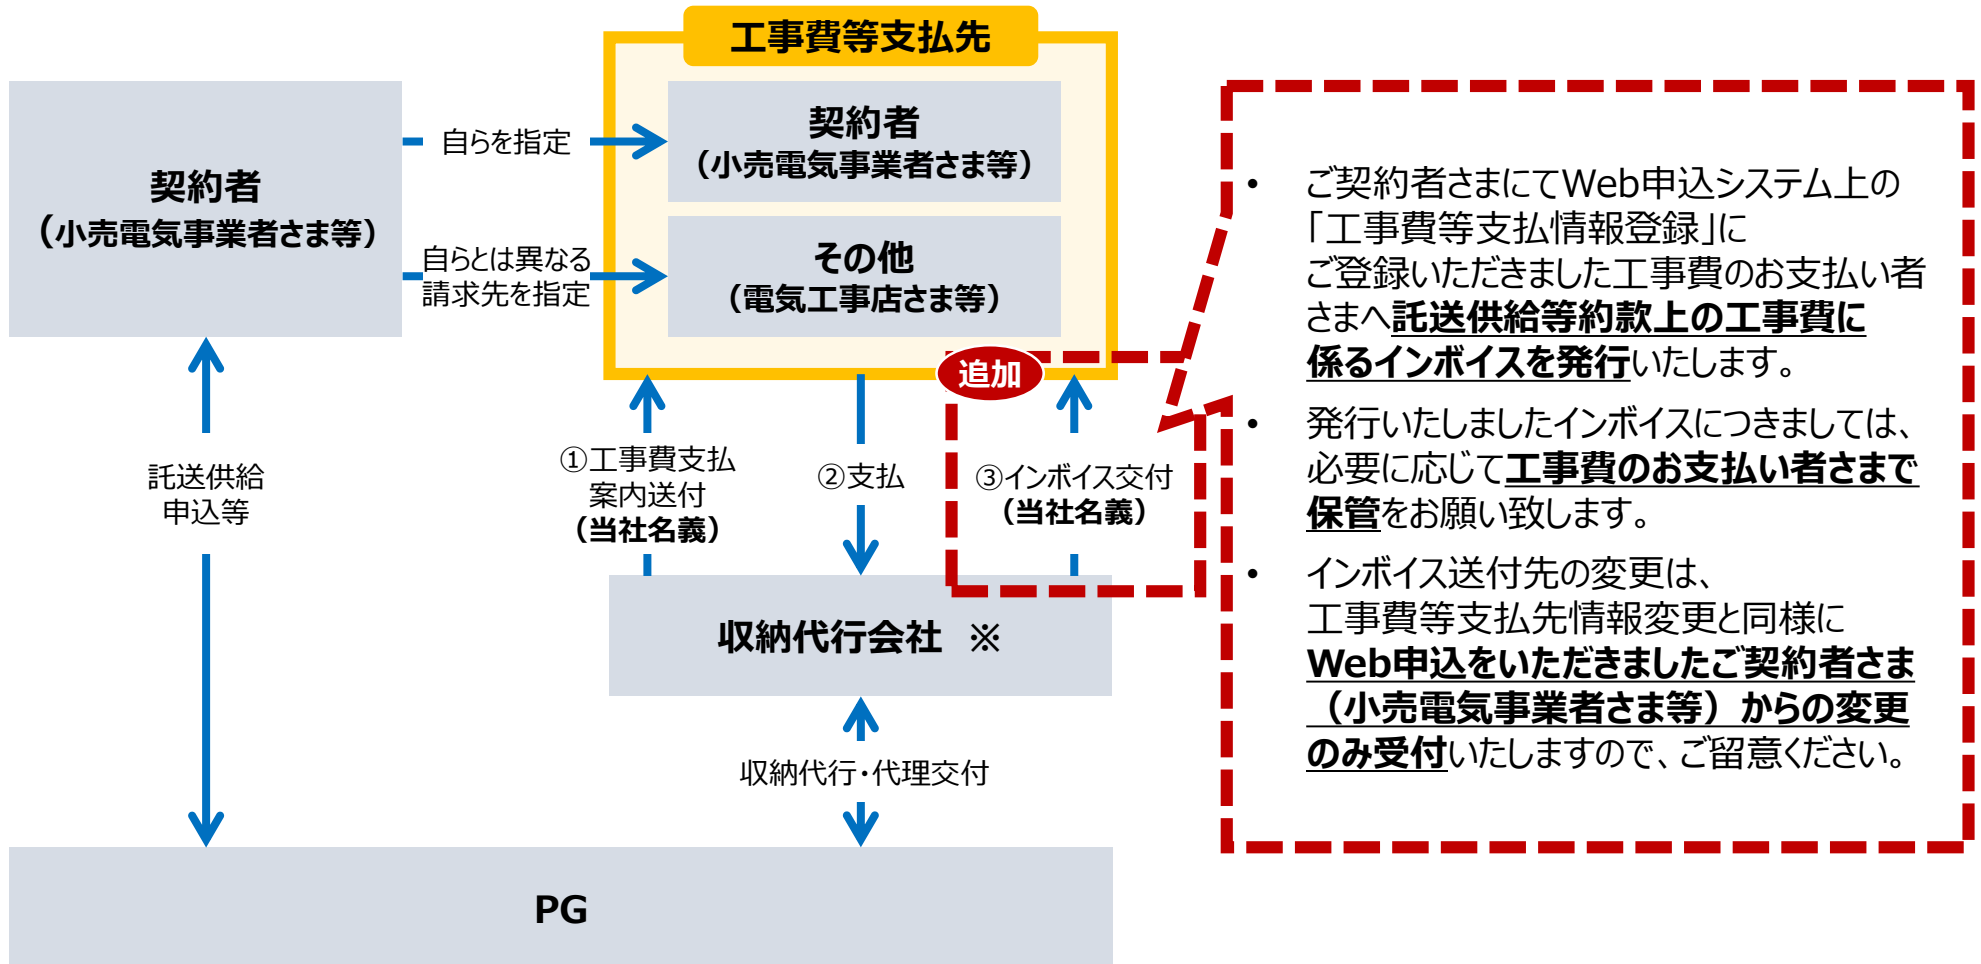 工事費等支払先
契約者
（小売電気事業者さま等）
自らを指定
自らとは異なる
請求先を指定
契約者
（小売電気事業者さま等）
その他
（電気工事店さま等）
追加
託送供給
申込等
①工事費支払
案内送付
（当社名義）
②支払
③インボイス交付
（当社名義）
収納代行会社　※
収納代行・代理交付
PG
• ご契約者さまにてWeb申込システム上の
「工事費等支払情報登録」に
ご登録いただきました工事費のお支払い者
さまへ託送供給等約款上の工事費に
係るインボイスを発行いたします。
• 発行いたしましたインボイスにつきましては、
必要に応じて工事費のお支払い者さまで
保管をお願い致します。
• インボイス送付先の変更は、
工事費等支払先情報変更と同様に
Web申込をいただきましたご契約者さま
（小売電気事業者さま等）からの変更
のみ受付いたしますので、ご留意ください。